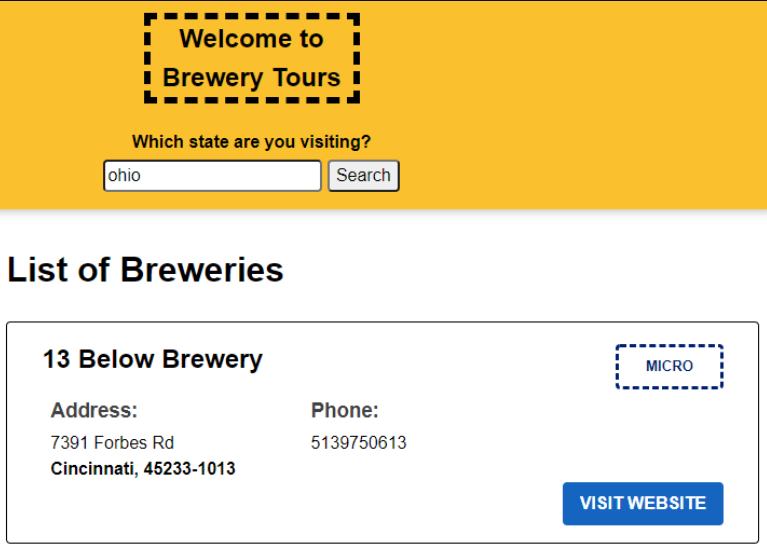 Welcome to
Brewery Tours
Which state are you visiting?
ohio
Search
List of Breweries
13 Below Brewery
MICRO
Address:
Phone:
7391 Forbes Rd
5139750613
Cincinnati, 45233-1013
VISIT WEBSITE